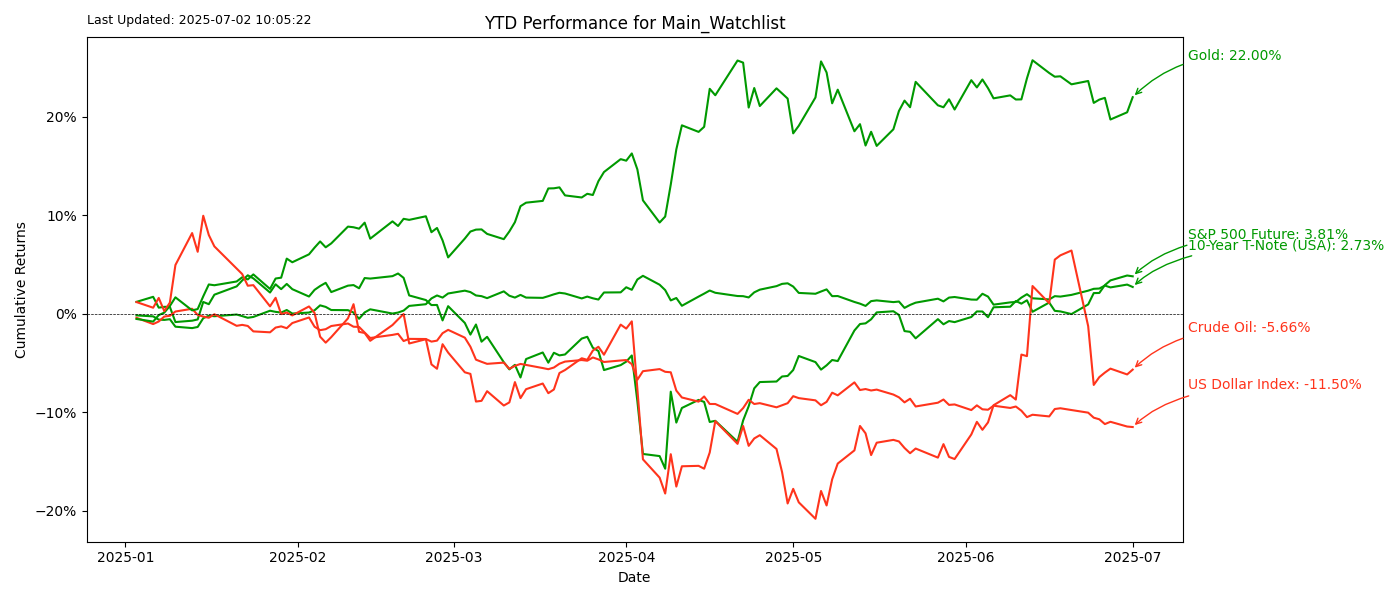 Last Updated: 2025-07-02 10:05:22
YTD Performance for Main_Watchlist
Gold: 22.00%
S&P 500 Future: 3.81%
10-Year T-Note (USA): 2.73%
Crude Oil: -5.66%
US Dollar Index: -11.50%
Cumulative Returns
20%
10%
0%
−10%
−20%
2025-01
2025-02
2025-03
2025-04
2025-05
2025-06
2025-07
Date